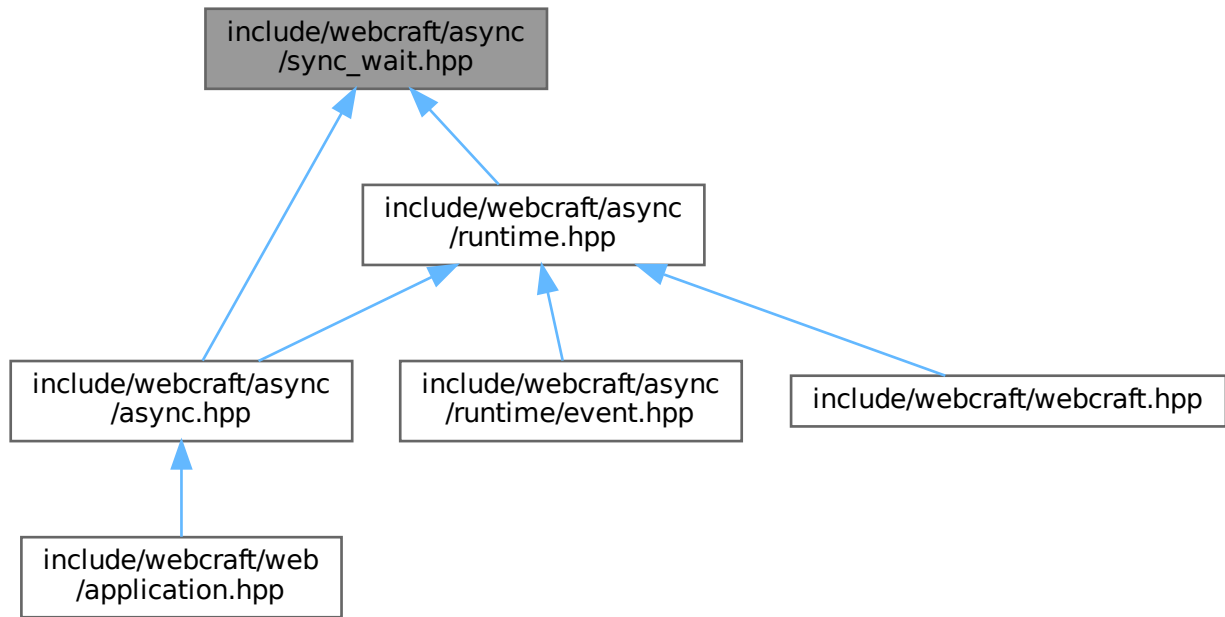 include/webcraft/async
/sync_wait.hpp
include/webcraft/async
/runtime.hpp
include/webcraft/async
/async.hpp
include/webcraft/async
/runtime/event.hpp
include/webcraft/webcraft.hpp
include/webcraft/web
/application.hpp